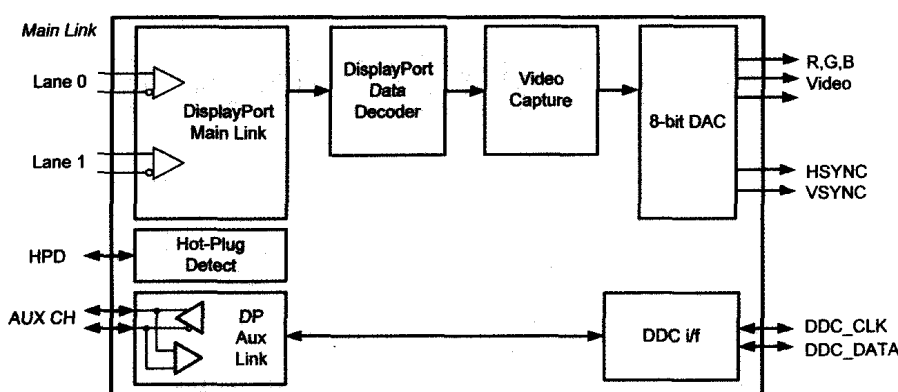 Main Link
Lane 0
Lane 1
DisplayPort
Main Link
DisplayPort
Data
Decoder
Video
Capture
8-bit DAC
R,G,B
Video
HSYNC
VSYNC
HPD
Hot-Plug
Detect
AUX CH
DP
Aux
Link
DDC i/f
DDC_CLK
DDC_DATA